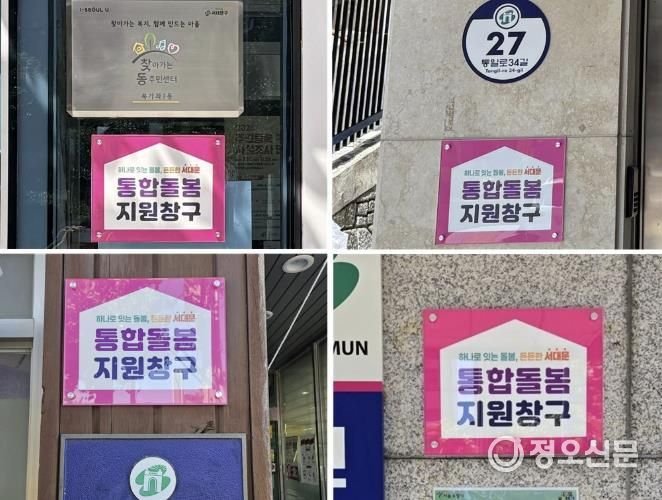 I·SEOUL·U
서대문구
찾아가는 복지, 함께 만드는 마을
찾아가는
동주민센터
북가좌1동
하나로 잇는 돌봄, 든든한 서대문
통합돌봄
지원창구
27
통일로34길
Tongil-ro 34-gil
하나로 잇는 돌봄, 든든한 서대문
통합돌봄
지원창구
하나로 잇는 돌봄, 든든한 서대문
통합돌봄
지원창구
MUN
하나로 잇는 돌봄, 든든한 서대문
통합돌봄
지원창구
정오신문